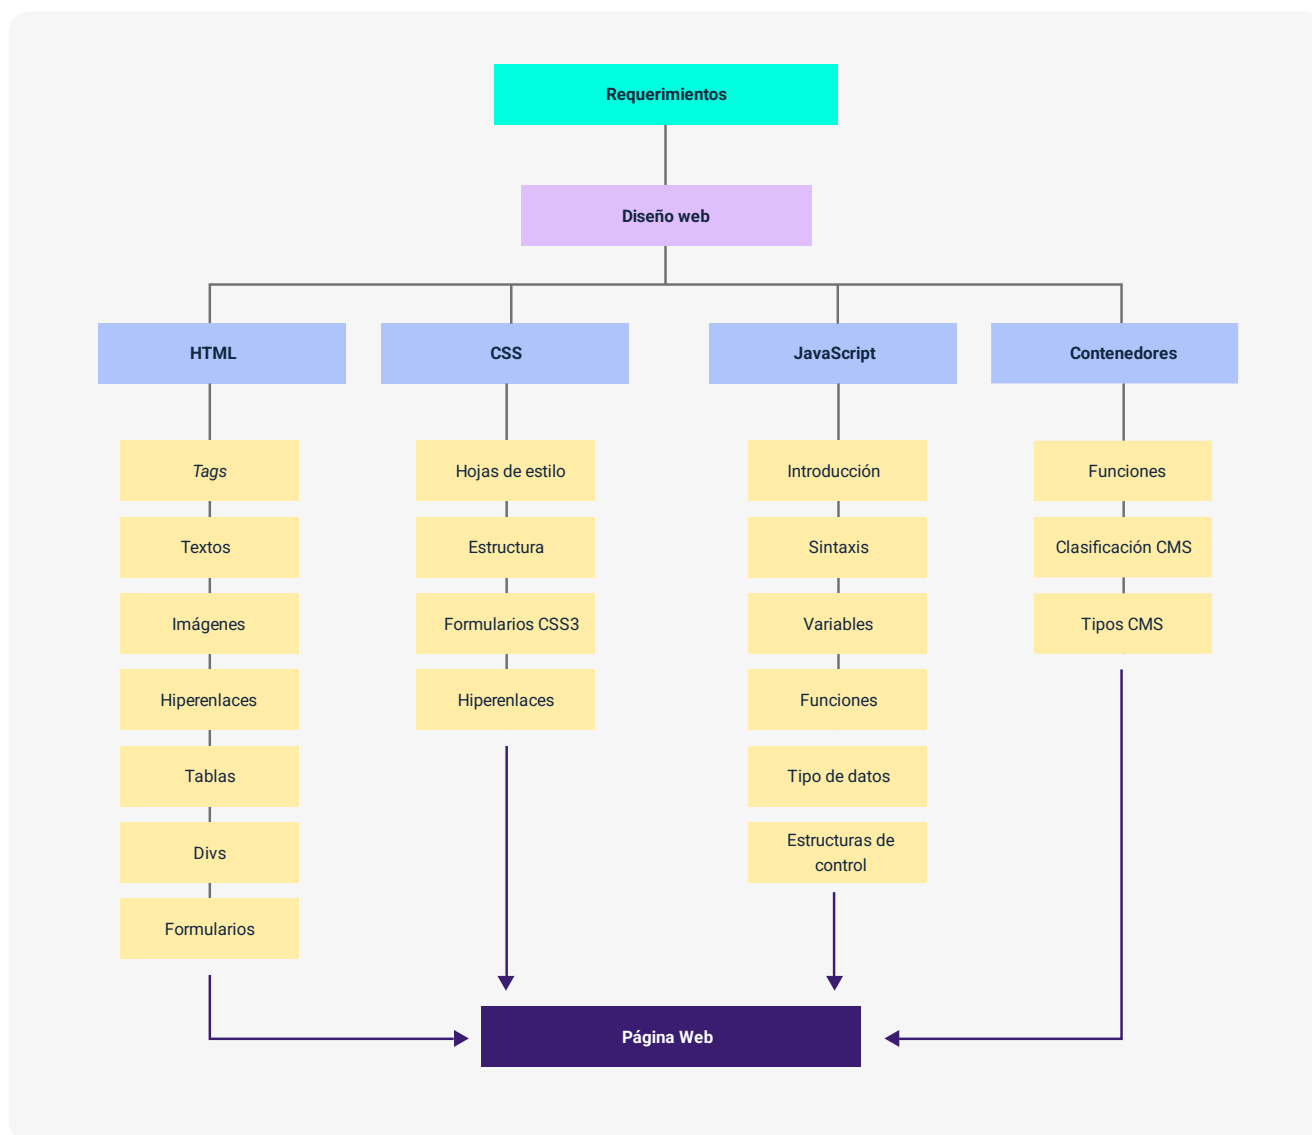 Requerimientos
Diseño web
HTML
CSS
JavaScript
Contenedores
Tags
Textos
Imágenes
Hiperenlaces
Tablas
Divs
Formularios
Hojas de estilo
Estructura
Formularios CSS3
Hiperenlaces
Introducción
Sintaxis
Variables
Funciones
Tipo de datos
Estructuras de
control
Funciones
Clasificación CMS
Tipos CMS
Página Web